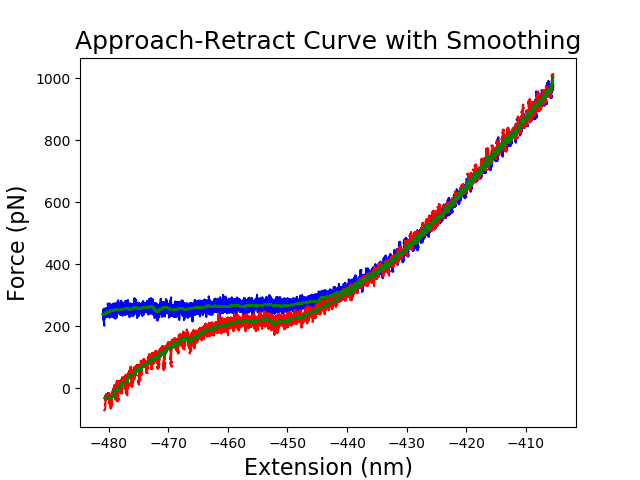 Approach-Retract Curve with Smoothing
1000
800
600
400
200
0
Force (pN)
−480 −470 −460 −450 −440 −430 −420 −410
Extension (nm)